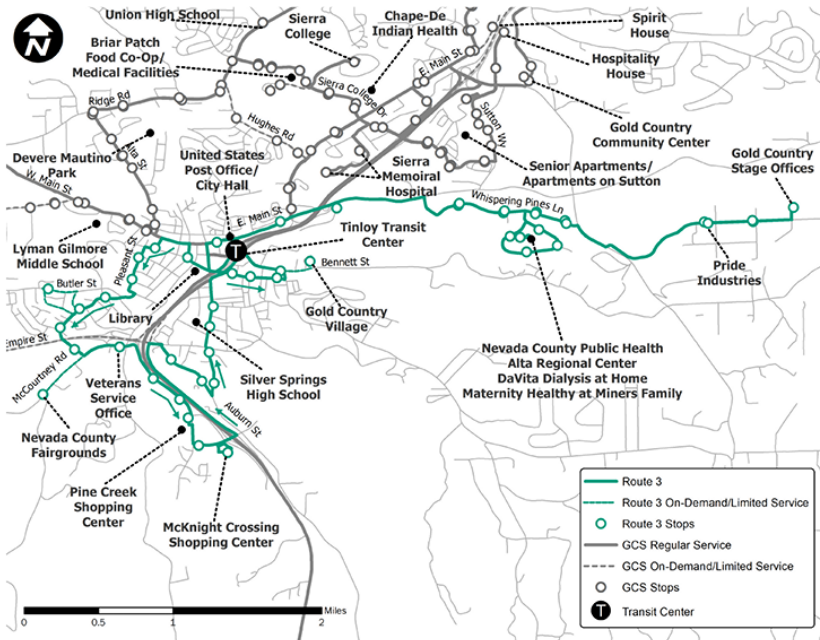 N
Union High School
Sierra
College
Chape-De
Indian Health
Spirit
House
Briar Patch
Food Co-Op/
Medical Facilities
E. Main St
Hospitality
House
Sierra College Dr
Ridge Rd
Hughes Rd
Sutton Wy
Gold Country
Community Center
Devere Mautino
Park
Alta St
United States
Post Office/
City Hall
Sierra
Memoiral
Hospital
Senior Apartments/
Apartments on Sutton
Gold Country
Stage Offices
W. Main St
Whispering Pines Ln
E. Main St
Lyman Gilmore
Middle School
Pleasant St
T
Tinloy Transit
Center
Pride
Industries
Bennett St
Butler St
Library
Gold Country
Village
Empire St
Nevada County Public Health
Alta Regional Center
DaVita Dialysis at Home
Maternity Healthy at Miners Family
McCourtney Rd
Veterans
Service
Office
Silver Springs
High School
Auburn St
Nevada County
Fairgrounds
Pine Creek
Shopping
Center
McKnight Crossing
Shopping Center
Route 3
Route 3 On-Demand/Limited Service
Route 3 Stops
GCS Regular Service
GCS On-Demand/Limited Service
GCS Stops
T Transit Center
Miles
0 0.5 1 2